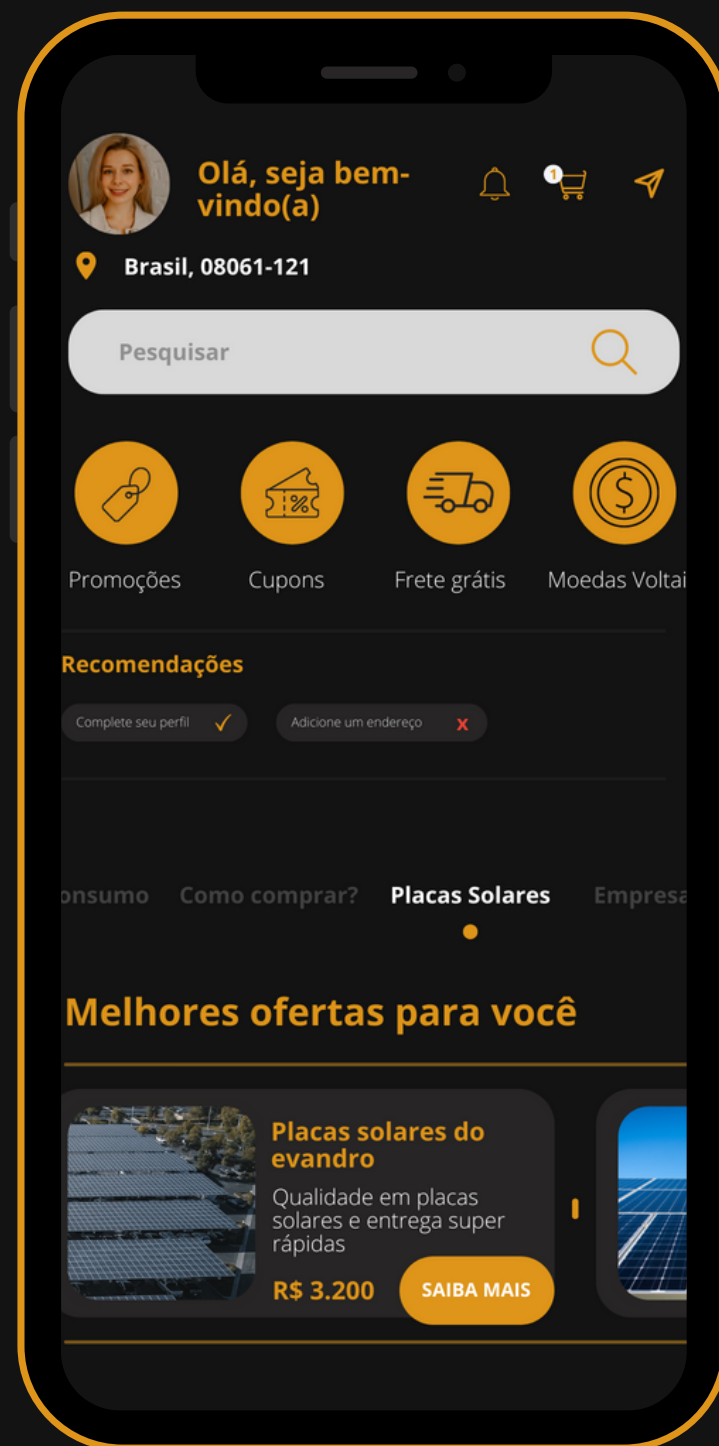 Olá, seja bem-
vindo(a)
1
Brasil, 08061-121
Pesquisar
%
$
Promoções
Cupons
Frete grátis
Moedas Voltai
Recomendações
Complete seu perfil
Adicione um endereço
x
onsumo
Como comprar?
Placas Solares
Empresa
Melhores ofertas para você
Placas solares do
evandro
Qualidade em placas
solares e entrega super
rápidas
R$ 3.200
SAIBA MAIS